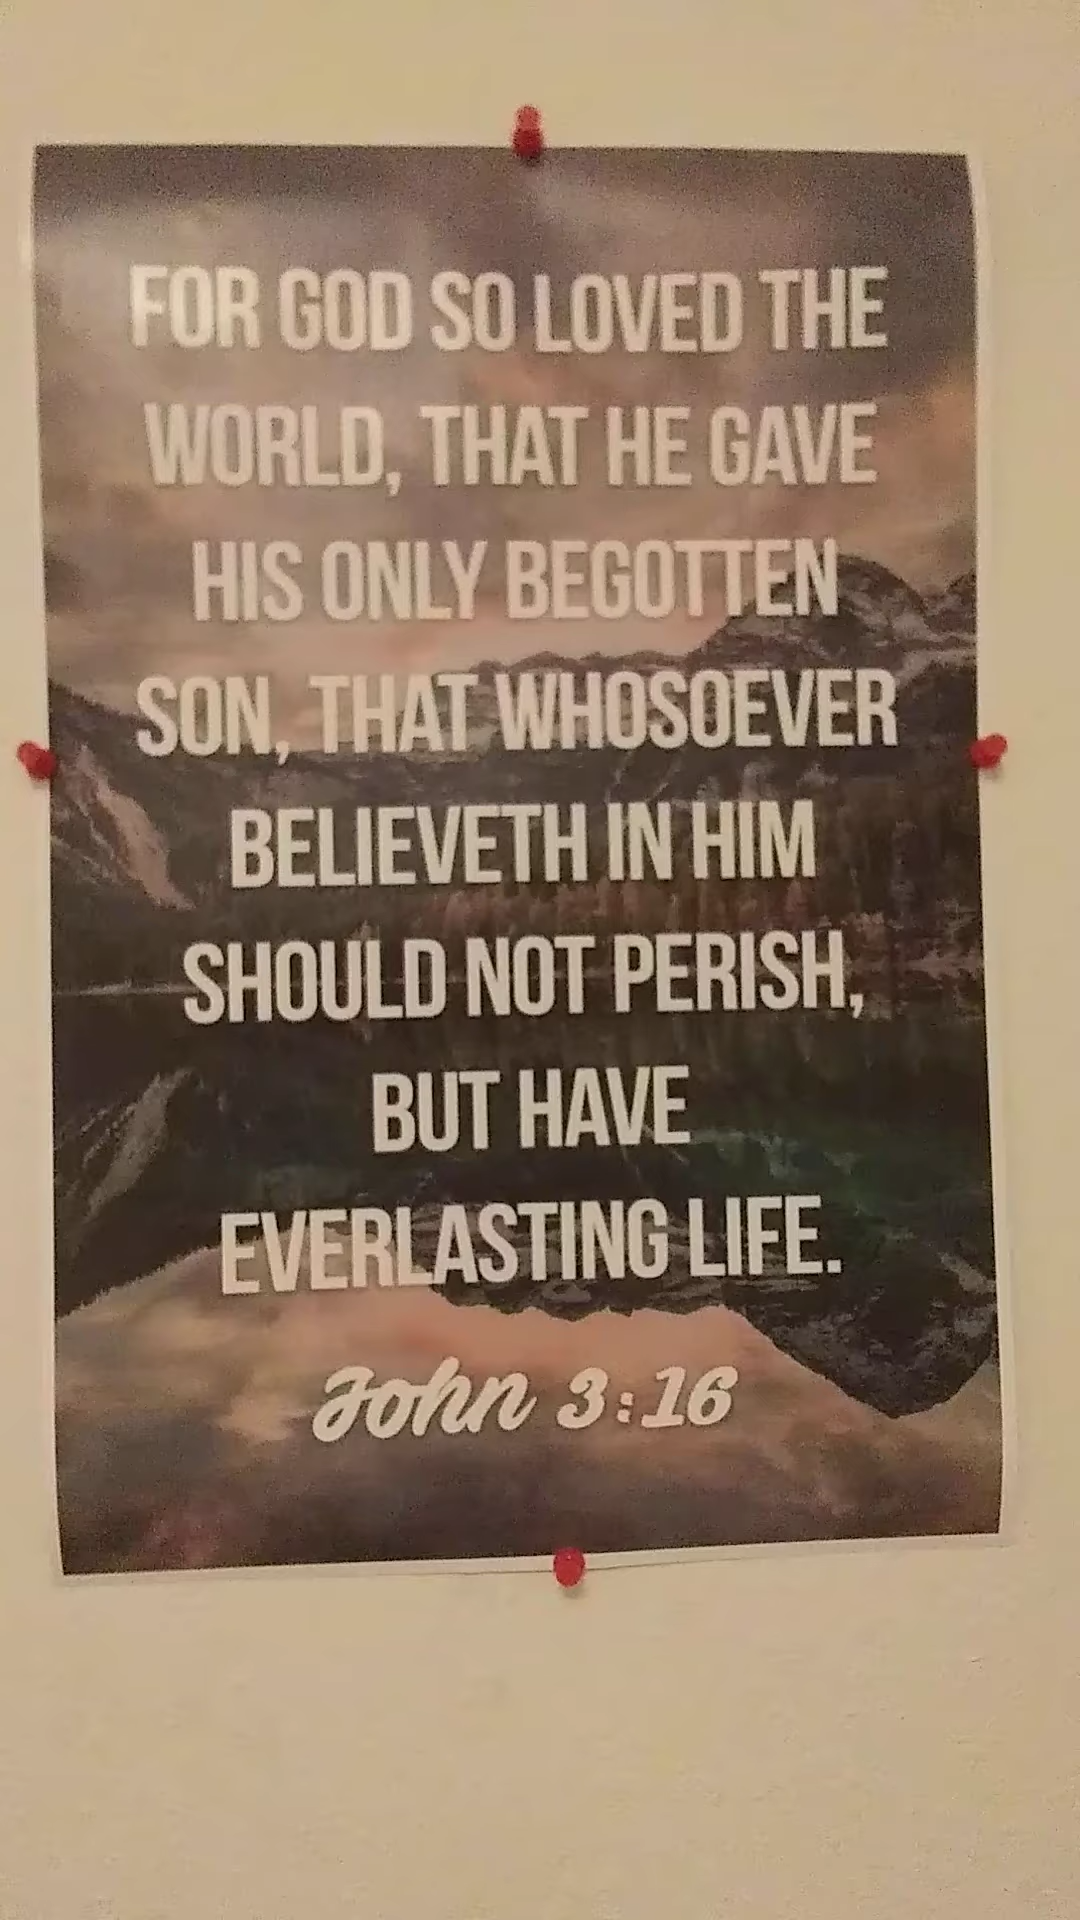 FOR GOD SO LOVED THE
WORLD, THAT HE GAVE
HIS ONLY BEGOTTEN
SON, THAT WHOSOEVER
BELIEVETH IN HIM
SHOULD NOT PERISH,
BUT HAVE
EVERLASTING LIFE.
John 3:16